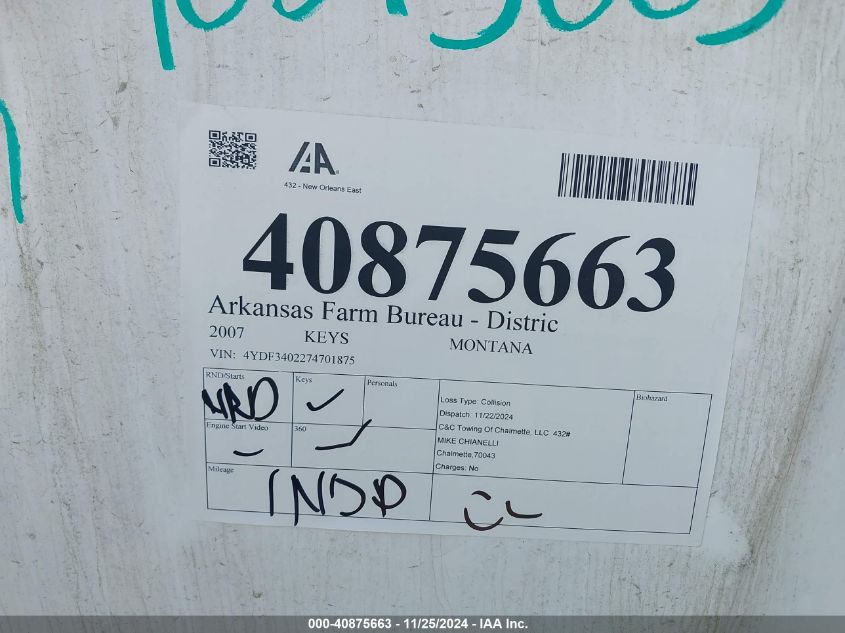 IAA
432 - New Orleans East
40875663
Arkansas Farm Bureau - Distric
2007 KEYS MONTANA
VIN: 4YDF3402274701875
RND/Starts Keys Personals Biohazard
NRD
Loss Type: Collision
Dispatch: 11/22/2024
C&C Towing Of Chalmette, LLC 432#
Engine Start Video 360
MIKE CHIANELLI
Chalmette,70043
Charges: No
Mileage
INDP
000-40875663 - 11/25/2024 - IAA Inc.